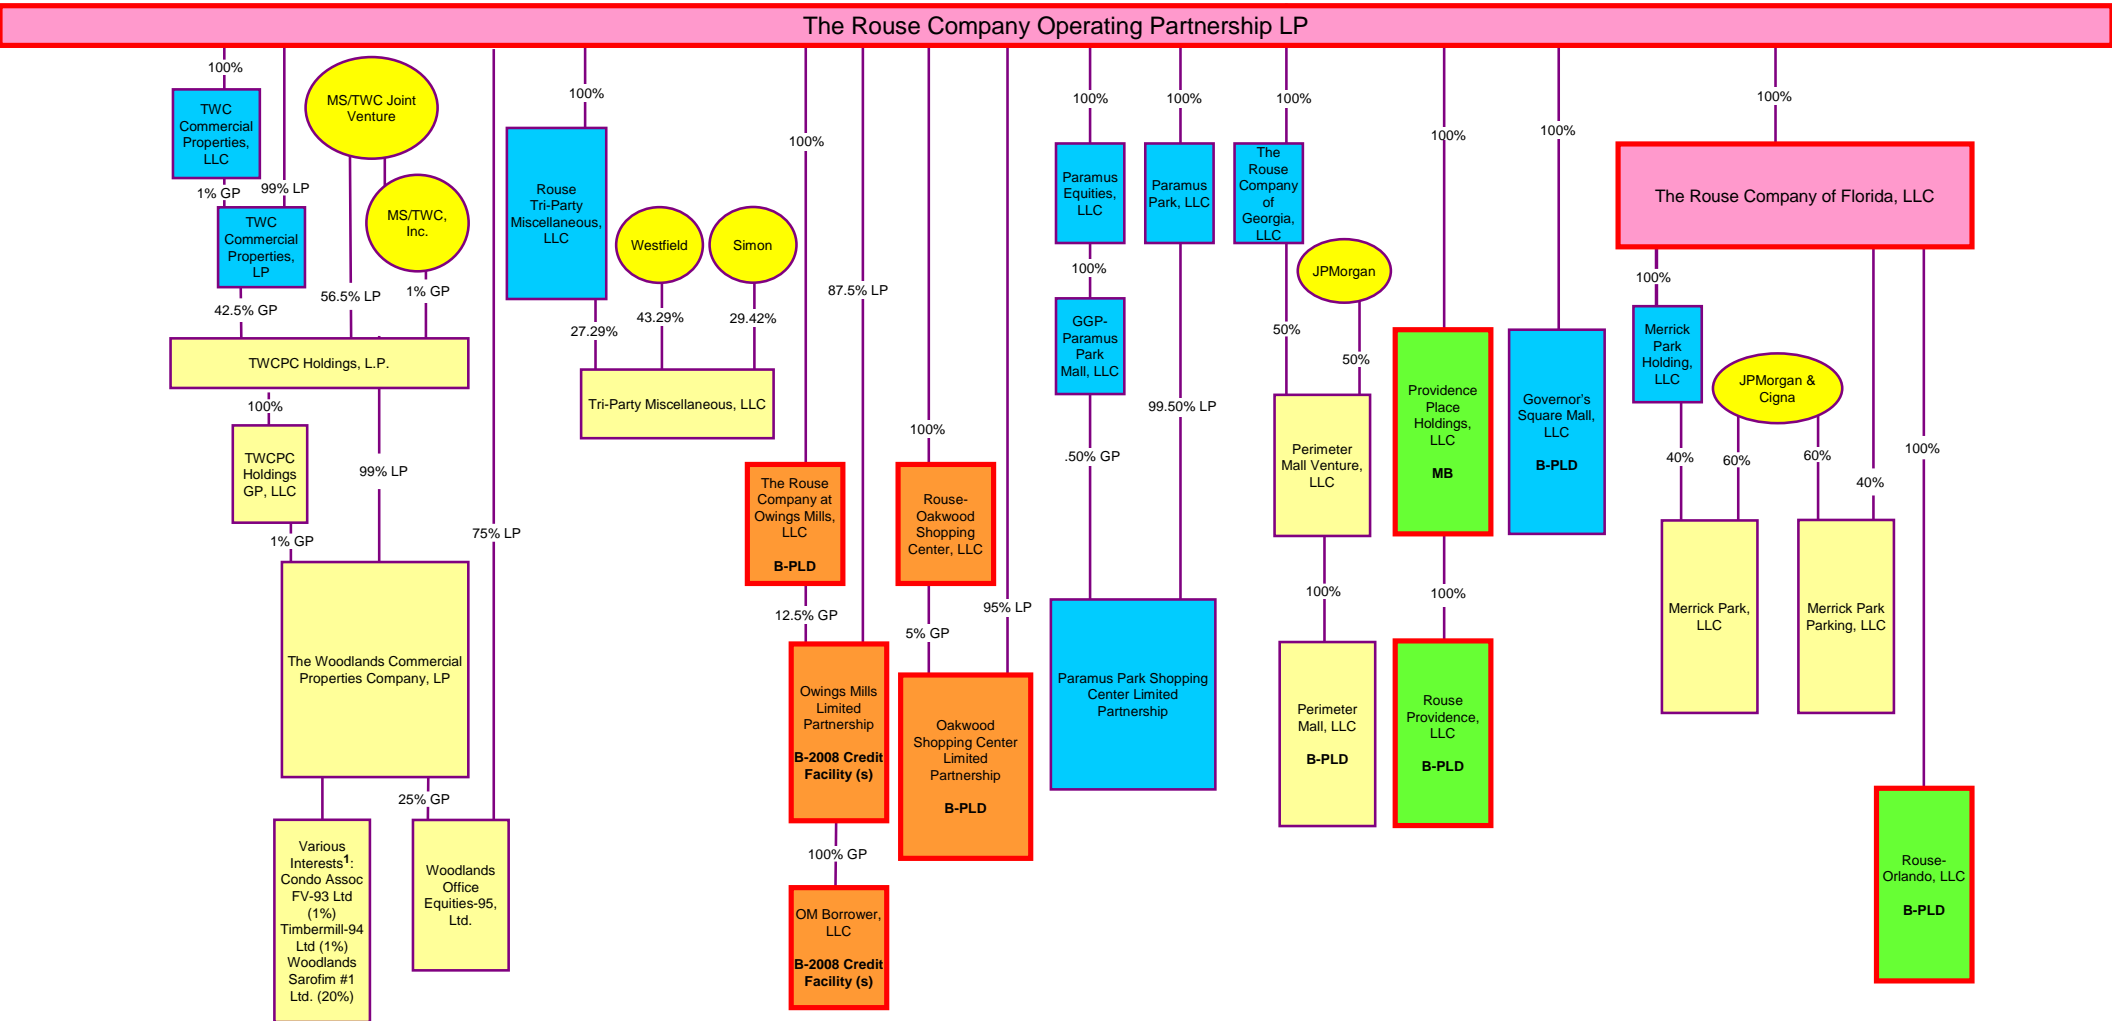 The Rouse Company Operating Partnership LP
100%
TWC
Commercial
Properties,
LLC
1% GP
99% LP
TWC
Commercial
Properties,
LP
42.5% GP
MS/TWC Joint
Venture
56.5% LP
MS/TWC,
Inc.
1% GP
TWCPC Holdings, L.P.
100%
TWCPC
Holdings
GP, LLC
1% GP
99% LP
The Woodlands Commercial
Properties Company, LP
Various
Interests1:
Condo Assoc
FV-93 Ltd
(1%)
Timbermill-94
Ltd (1%)
Woodlands
Sarofim #1
Ltd. (20%)
25% GP
75% LP
Woodlands
Office
Equities-95,
Ltd.
100%
Rouse
Tri-Party
Miscellaneous,
LLC
27.29%
Westfield
43.29%
Simon
29.42%
Tri-Party Miscellaneous, LLC
100%
The Rouse
Company at
Owings Mills,
LLC
B-PLD
12.5% GP
87.5% LP
Owings Mills
Limited
Partnership
B-2008 Credit
Facility (s)
100% GP
OM Borrower,
LLC
B-2008 Credit
Facility (s)
100%
Rouse-
Oakwood
Shopping
Center, LLC
5% GP
95% LP
Oakwood
Shopping Center
Limited
Partnership
B-PLD
100%
Paramus
Equities,
LLC
100%
GGP-
Paramus
Park
Mall, LLC
.50% GP
100%
Paramus
Park, LLC
99.50% LP
Paramus Park Shopping
Center Limited
Partnership
100%
The
Rouse
Company
of
Georgia,
LLC
50%
JPMorgan
50%
Perimeter
Mall Venture,
LLC
100%
Perimeter
Mall, LLC
B-PLD
100%
Providence
Place
Holdings,
LLC
MB
100%
Rouse
Providence,
LLC
B-PLD
100%
Governor's
Square Mall,
LLC
B-PLD
100%
The Rouse Company of Florida, LLC
100%
Merrick
Park
Holding,
LLC
40%
JPMorgan &
Cigna
60%
60%
40%
Merrick Park,
LLC
Merrick Park
Parking, LLC
100%
Rouse-
Orlando, LLC
B-PLD